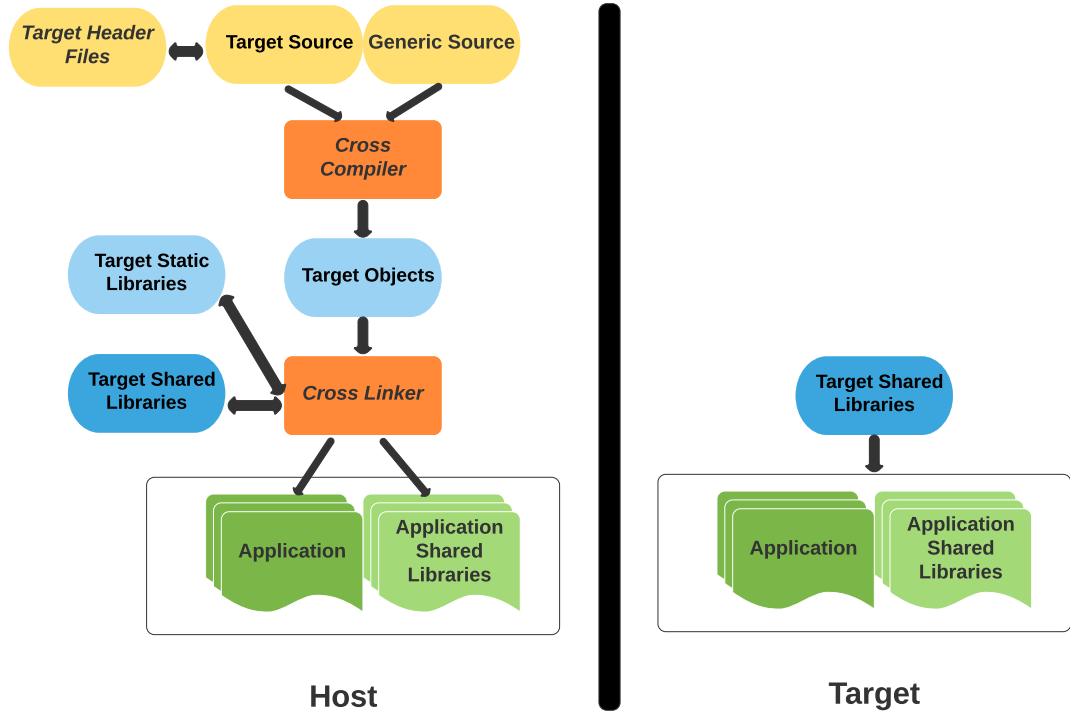 Target Header
Files
Target Source
Generic Source
Cross
Compiler
Target Static
Libraries
Target Objects
Target Shared
Libraries
Cross Linker
Application
Application
Shared
Libraries
Host
Target Shared
Libraries
Application
Application
Shared
Libraries
Target